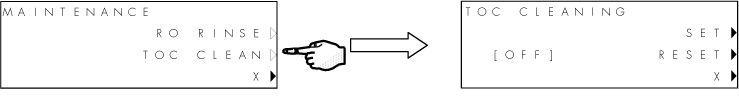 MAINTENANCE
RO RINSE
TOC CLEAN
X
TOC CLEANING
SET
[OFF] RESET
X